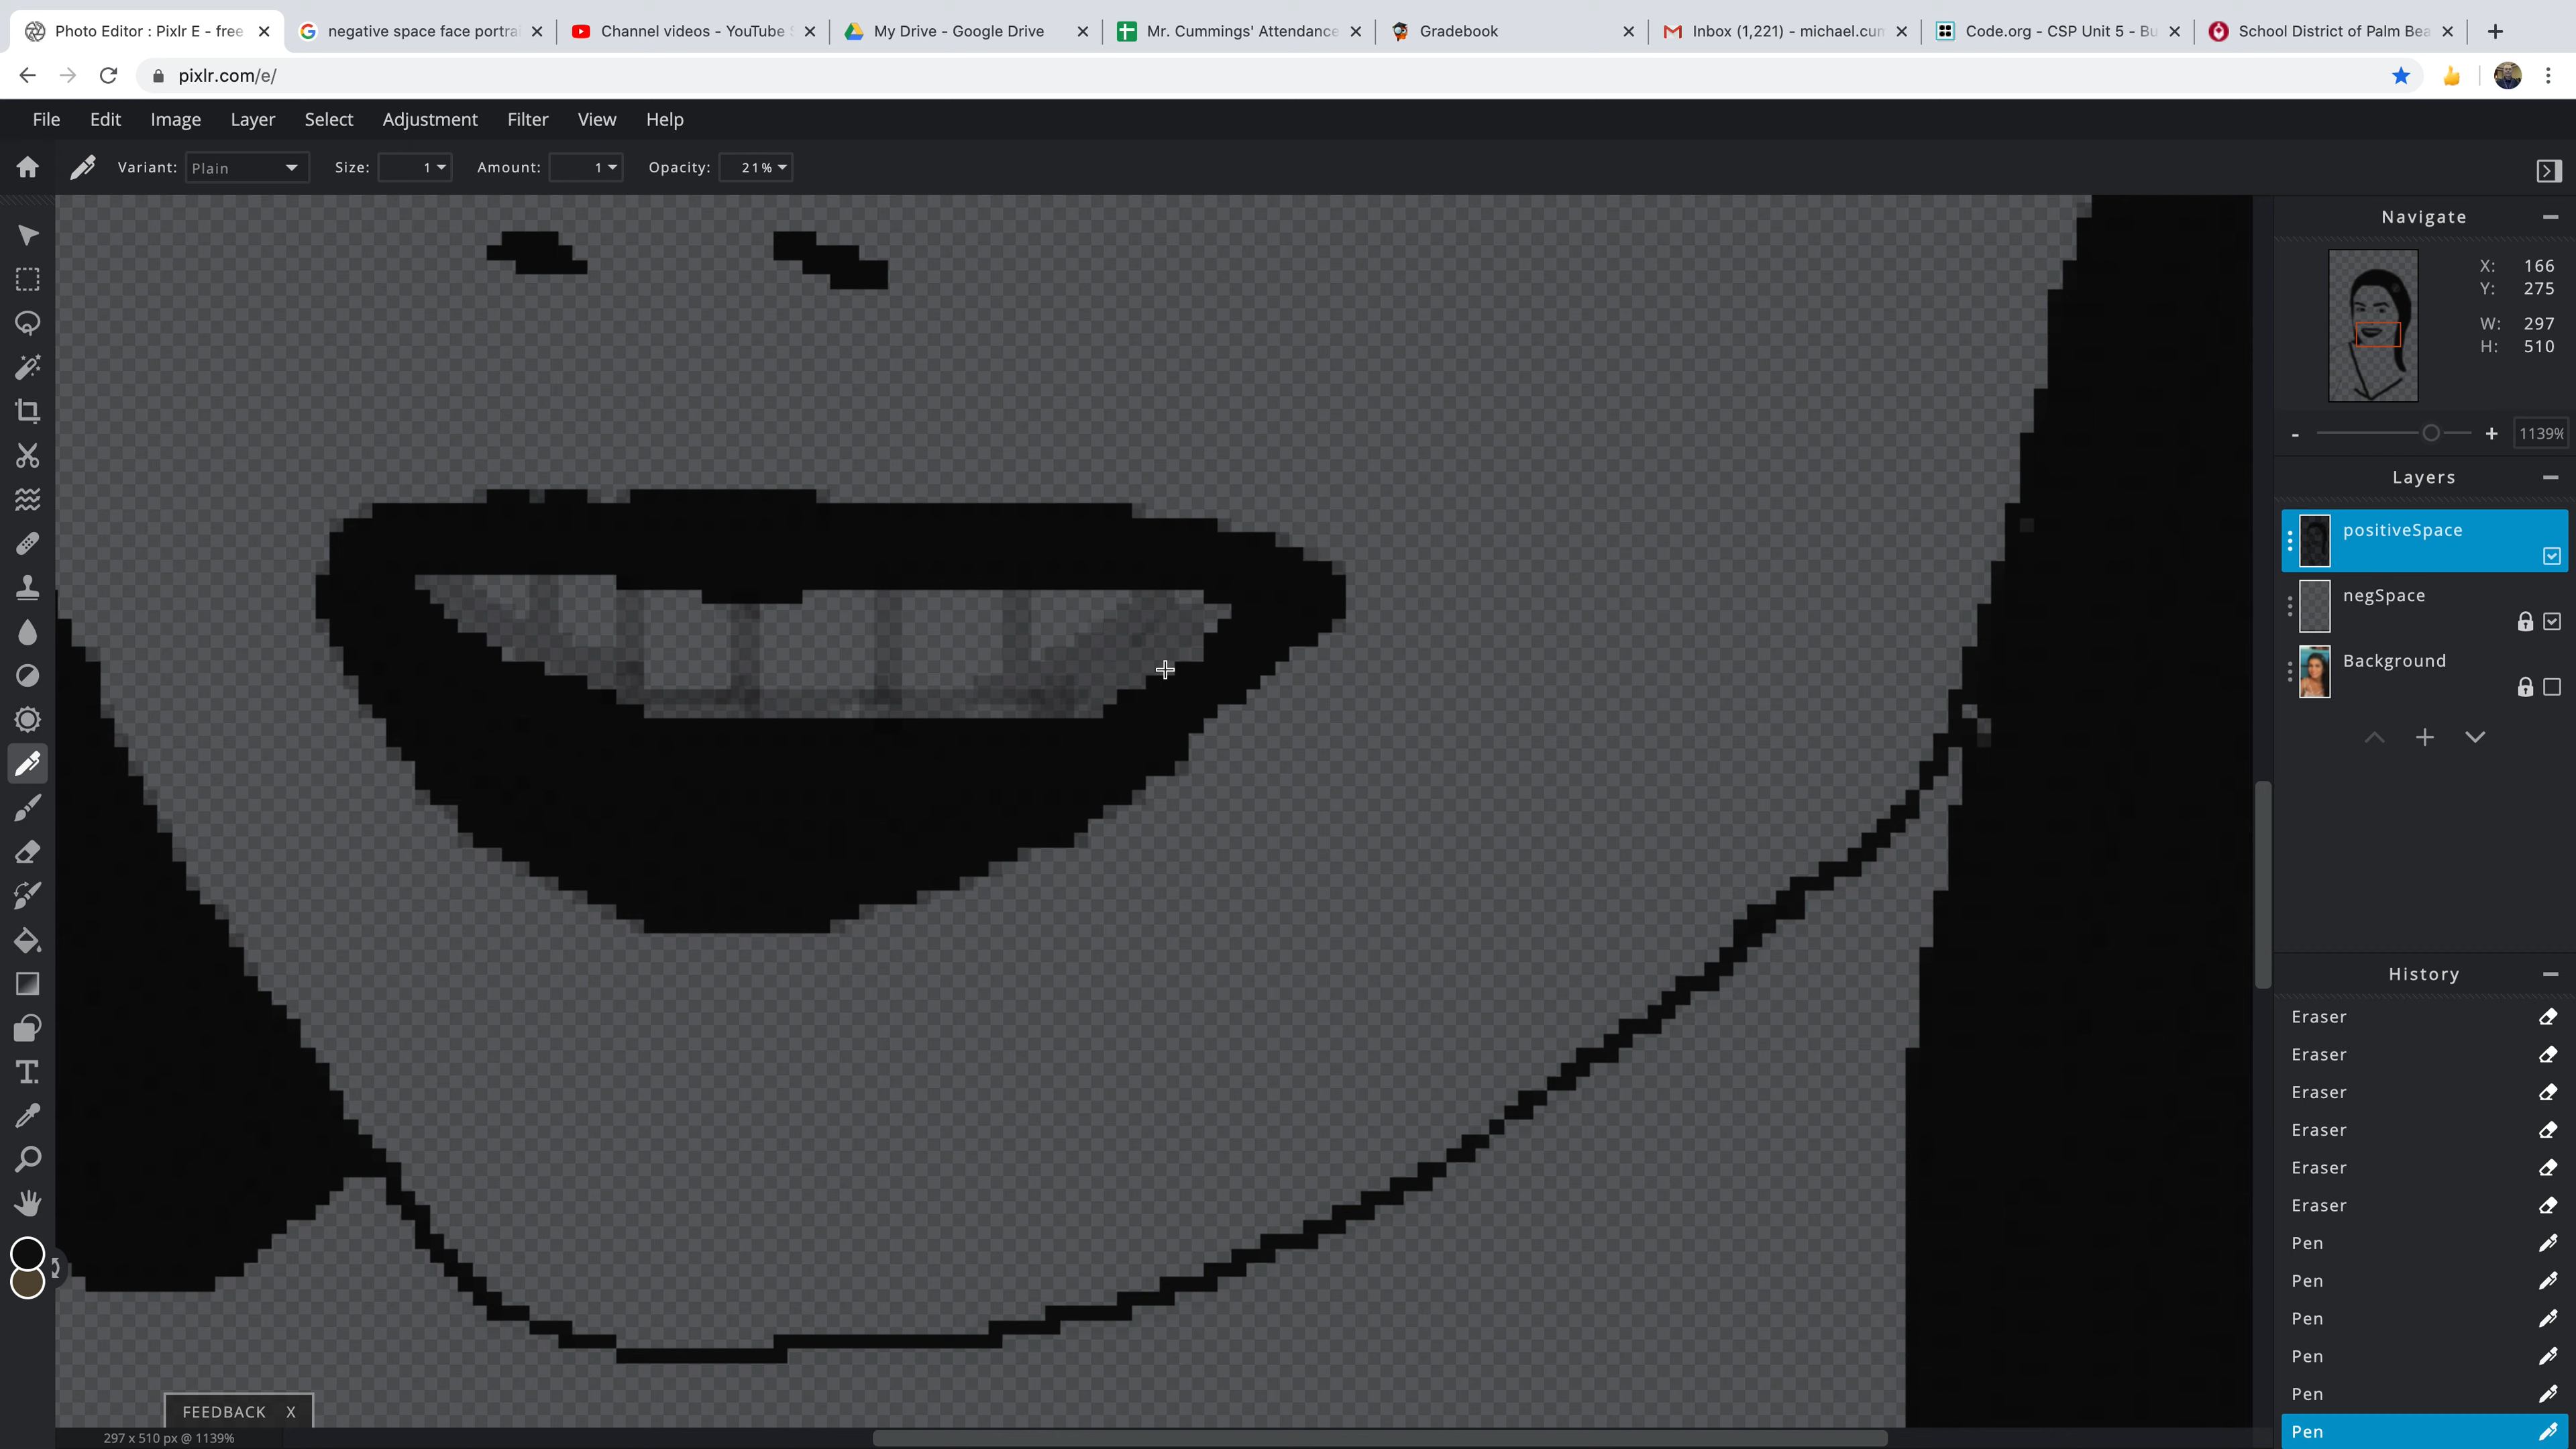 Photo Editor : Pixlr E - free
negative space face portrai
Channel videos - YouTube S
My Drive - Google Drive
Mr. Cummings' Attendance
Gradebook
Inbox (1,221) - michael.cum
Code.org - CSP Unit 5 - Bu
School District of Palm Bea
pixlr.com/e/
File Edit Image Layer Select Adjustment Filter View Help
Variant: Plain Size: 1 Amount: 1 Opacity: 21%
Navigate
X: 166
Y: 275
W: 297
H: 510
- + 1139%
Layers
positiveSpace
negSpace
Background
History
Eraser
Eraser
Eraser
Eraser
Eraser
Eraser
Pen
Pen
Pen
Pen
Pen
Pen
FEEDBACK X
297 x 510 px @ 1139%